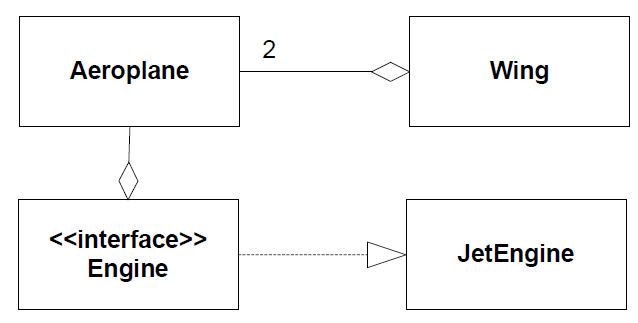 Aeroplane
2
Wing
<<interface>>
Engine
JetEngine